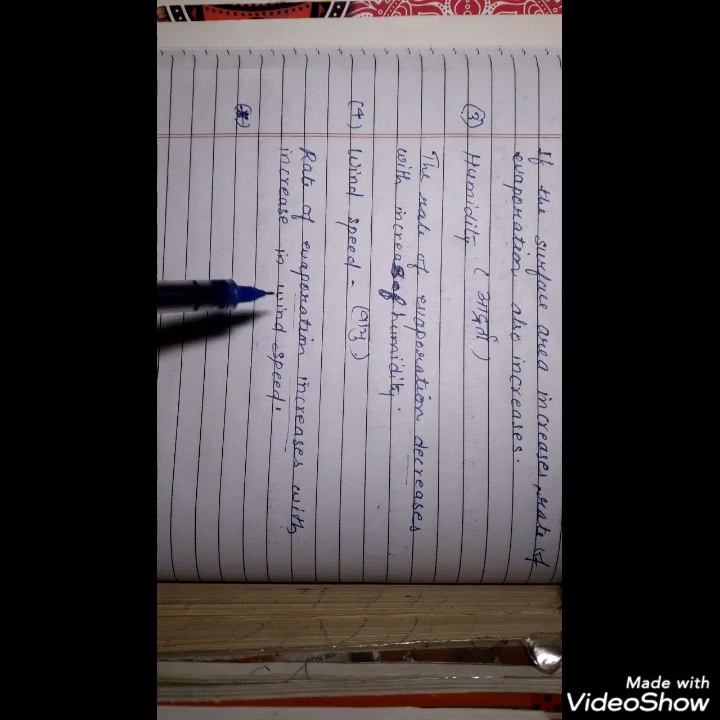 If the surface area increases, rate of
evaporation also increases.
(3) Humidity (आर्द्रता)
The rate of evaporation decreases
with increase of humidity.
(4) Wind speed - (वायु)
Rate of evaporation increases with
increase in wind speed.
Made with
VideoShow